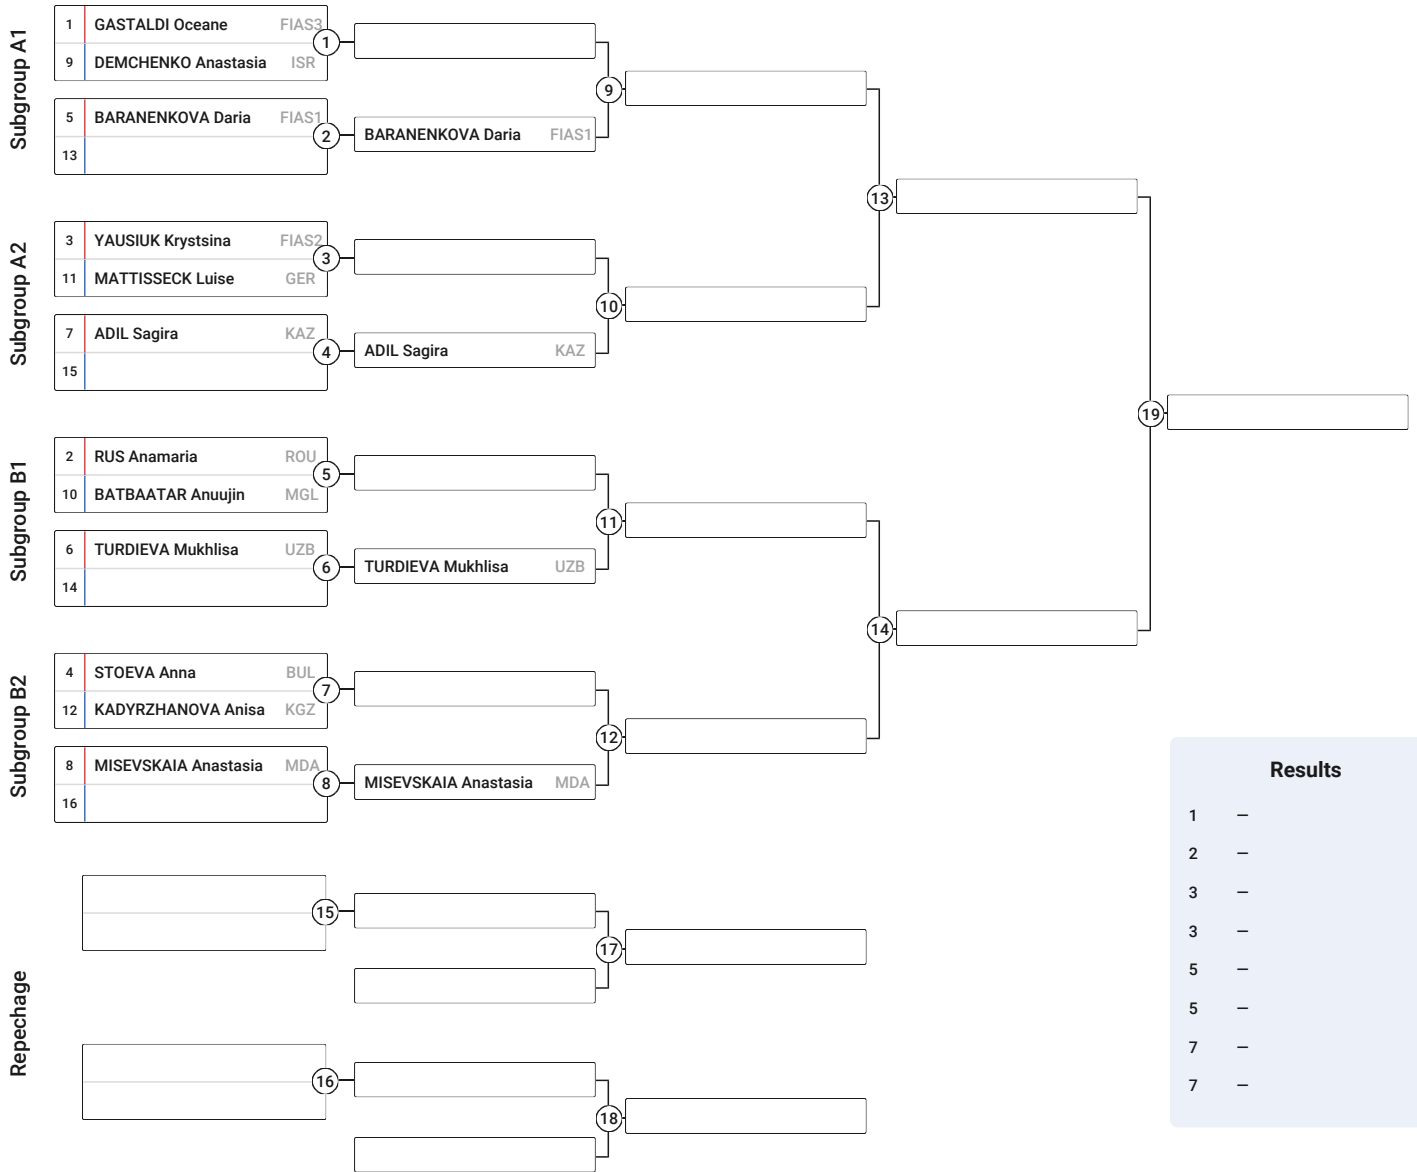 Subgroup A1
1 GASTALDI Oceane FIAS3
9 DEMCHENKO Anastasia ISR
1
5 BARANENKOVA Daria FIAS1
13
2
BARANENKOVA Daria FIAS1
9
Subgroup A2
3 YAUSIUK Krystsina FIAS2
11 MATTISSECK Luise GER
3
7 ADIL Sagira KAZ
15
4
ADIL Sagira KAZ
10
13
Subgroup B1
2 RUS Anamaria ROU
10 BATBAATAR Anuujin MGL
5
6 TURDIEVA Mukhlisa UZB
14
6
TURDIEVA Mukhlisa UZB
11
Subgroup B2
4 STOEVA Anna BUL
12 KADYRZHANOVA Anisa KGZ
7
8 MISEVSKAIA Anastasia MDA
16
8
MISEVSKAIA Anastasia MDA
12
14
19
Repechage
15
17
16
18
Results
1 –
2 –
3 –
3 –
5 –
5 –
7 –
7 –